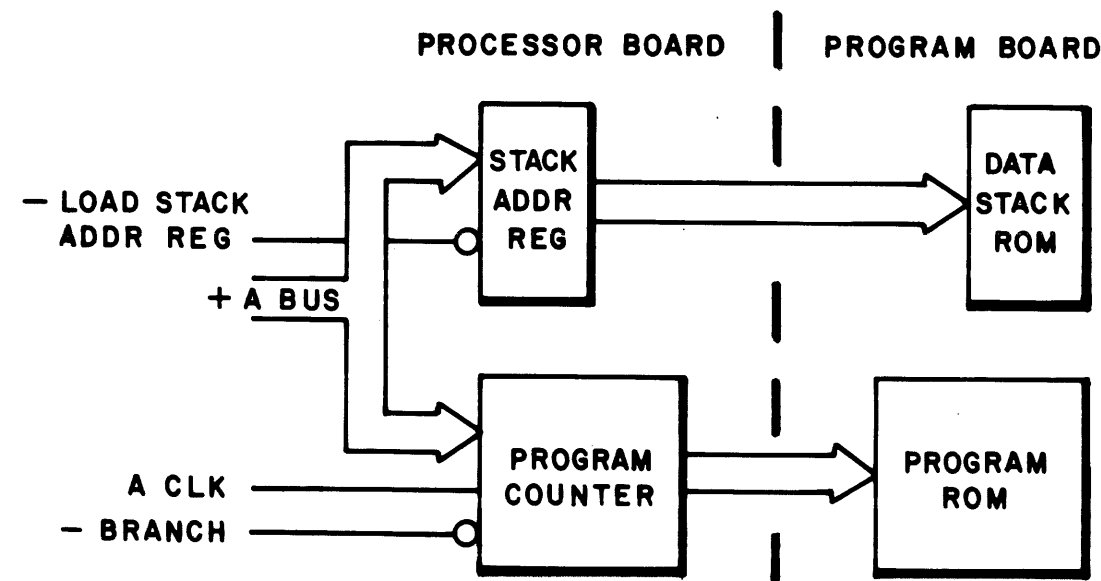 PROCESSOR BOARD
PROGRAM BOARD
STACK
ADDR
REG
DATA
STACK
ROM
— LOAD STACK
ADDR REG
+ A BUS
PROGRAM
COUNTER
PROGRAM
ROM
A CLK
— BRANCH